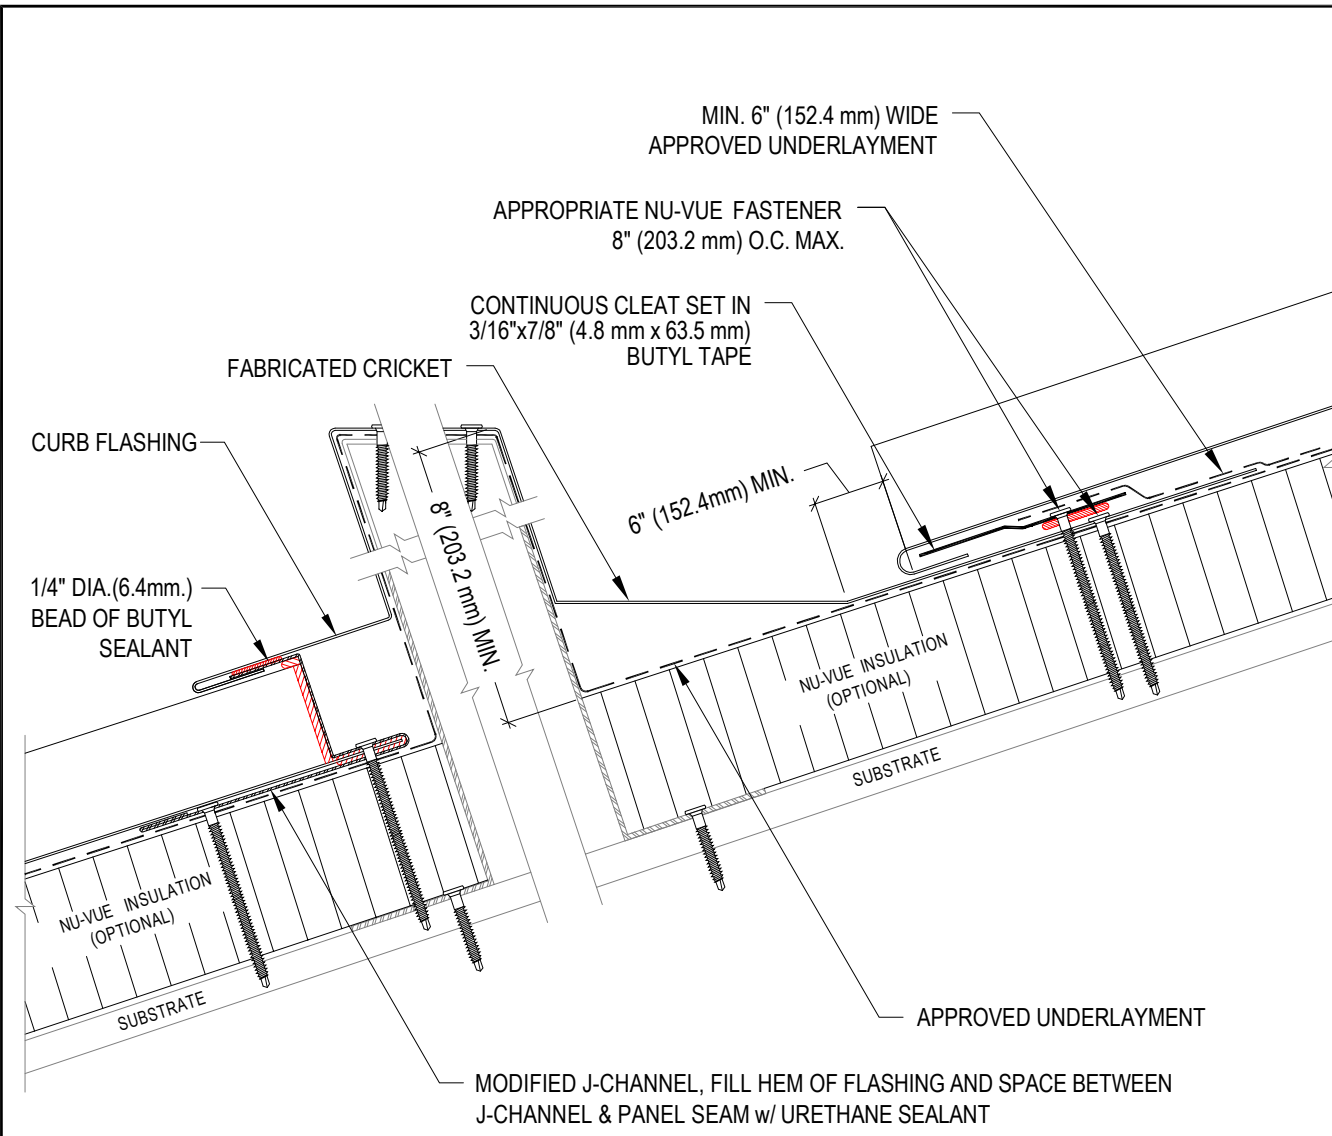 MIN. 6" (152.4 mm) WIDE
APPROVED UNDERLAYMENT
APPROPRIATE NU-VUE FASTENER
8" (203.2 mm) O.C. MAX.
CONTINUOUS CLEAT SET IN
3/16"x7/8" (4.8 mm x 63.5 mm)
BUTYL TAPE
FABRICATED CRICKET
CURB FLASHING
6" (152.4mm) MIN.
8" (203.2 mm) MIN.
1/4" DIA.(6.4mm.)
BEAD OF BUTYL
SEALANT
NU-VUE INSULATION
(OPTIONAL)
SUBSTRATE
NU-VUE INSULATION
(OPTIONAL)
SUBSTRATE
APPROVED UNDERLAYMENT
MODIFIED J-CHANNEL, FILL HEM OF FLASHING AND SPACE BETWEEN
J-CHANNEL & PANEL SEAM w/ URETHANE SEALANT